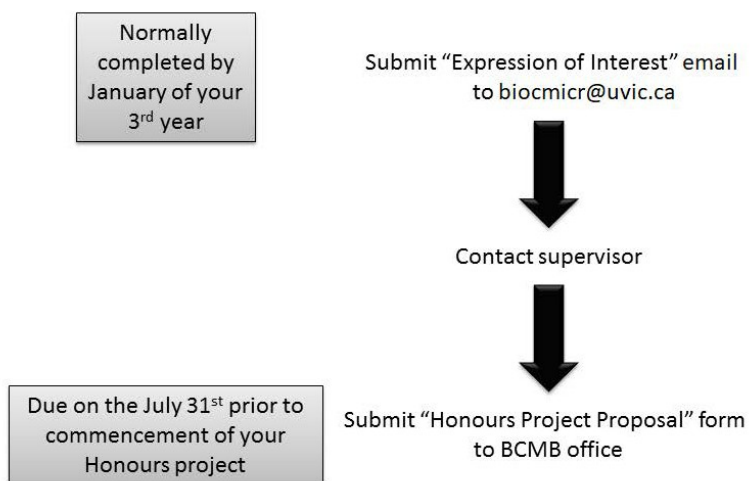 Normally
completed by
January of your
3rd year
Submit “Expression of Interest” email
to biocmicr@uvic.ca
Contact supervisor
Due on the July 31st prior to
commencement of your
Honours project
Submit “Honours Project Proposal” form
to BCMB office